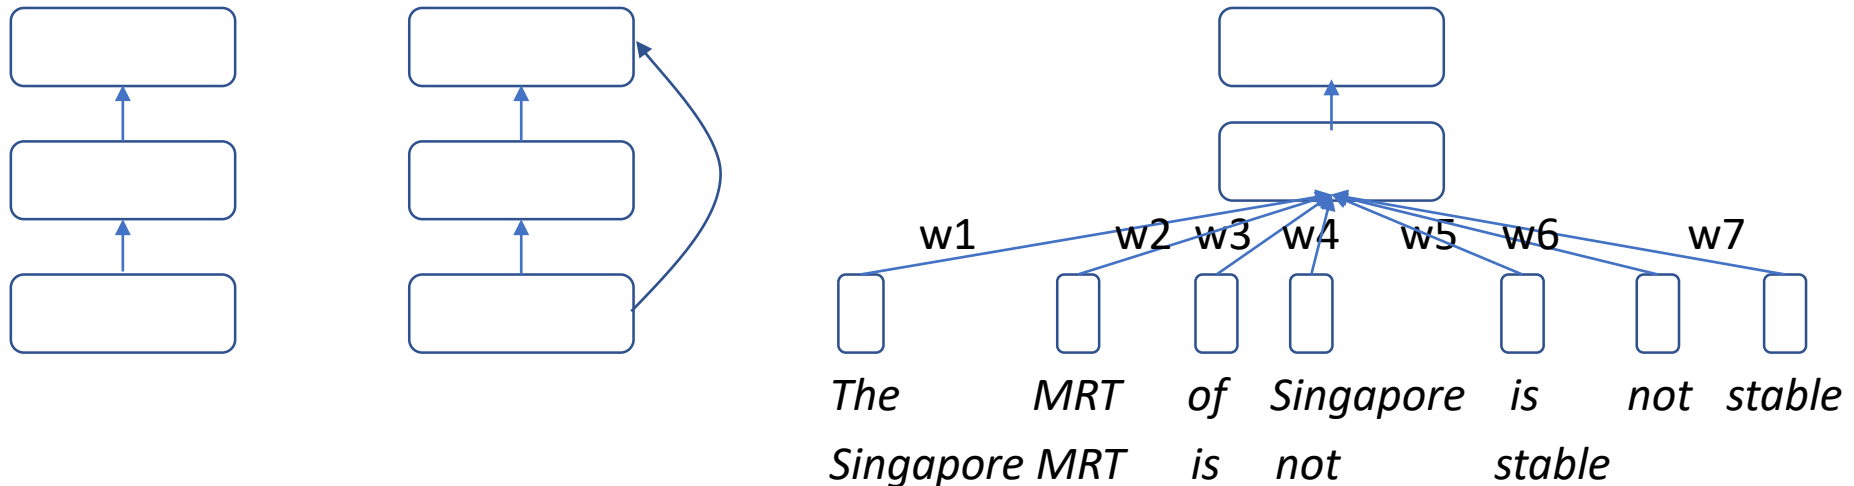 w1 w2 w3 w4 w5 w6 w7
The MRT of Singapore is not stable
Singapore MRT is not stable